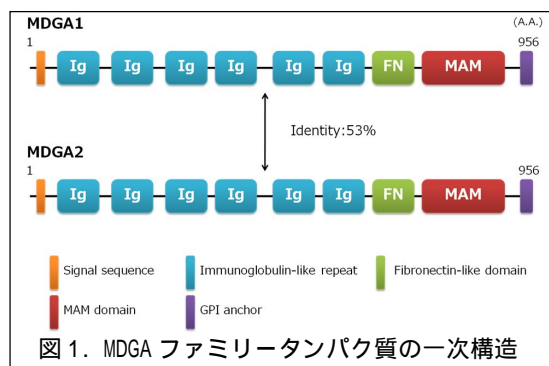 MDGA1
(A.A.)
1 956
Ig Ig Ig Ig Ig Ig FN MAM
Identity:53%
MDGA2
1 956
Ig Ig Ig Ig Ig Ig FN MAM
Signal sequence Immunoglobulin-like repeat Fibronectin-like domain
MAM domain GPI anchor
図１．MDGA ファミリータンパク質の一次構造